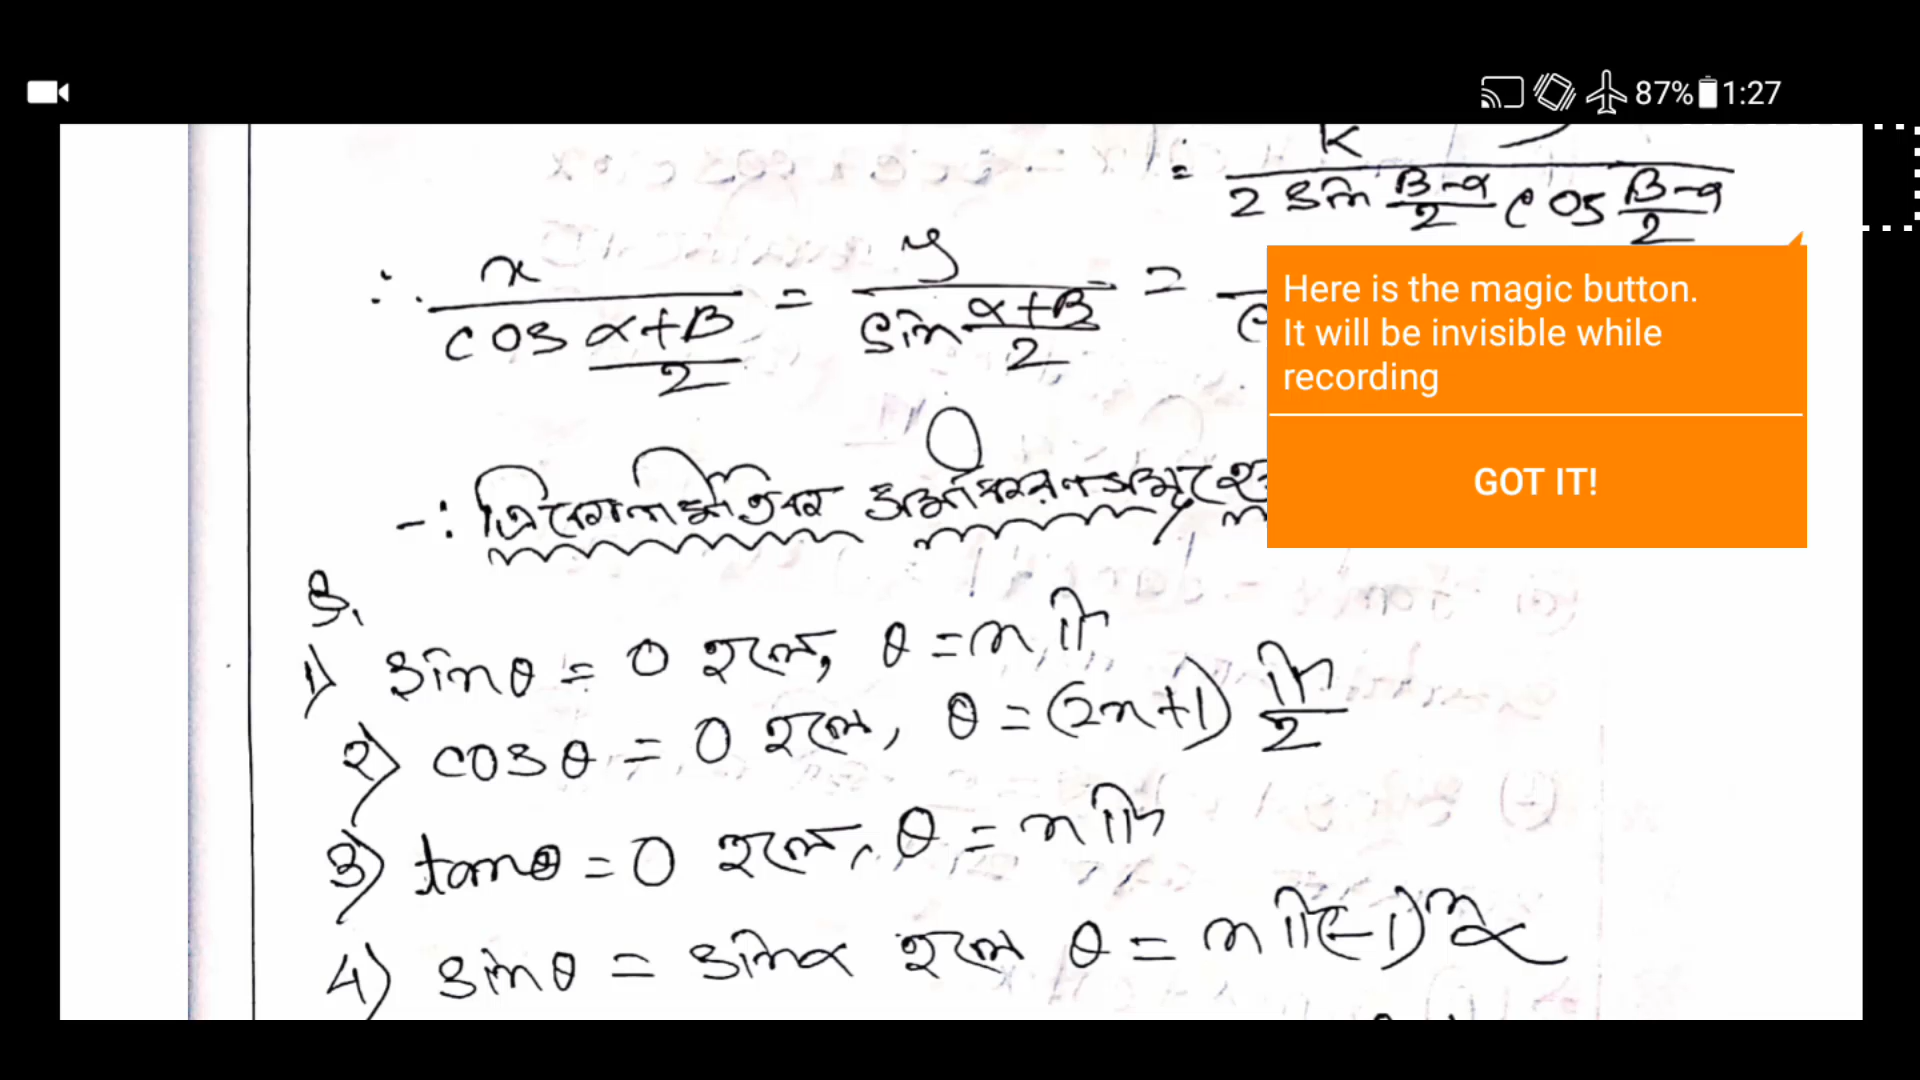 87% 1:27
k
= ―――
2 sin (β-α)/2 cos (β-α)/2
∴ x / cos (α+β)/2 = y / sin (α+β)/2 =
Here is the magic button.
It will be invisible while
recording
GOT IT!
-: ত্রিকোণমিতিক সমীকরণসমূহের
1) sinθ = 0 হলে, θ = nπ
2) cosθ = 0 হলে, θ = (2n+1) π/2
3) tanθ = 0 হলে, θ = nπ
4) sinθ = sinα হলে θ = nπ(-1)ⁿα